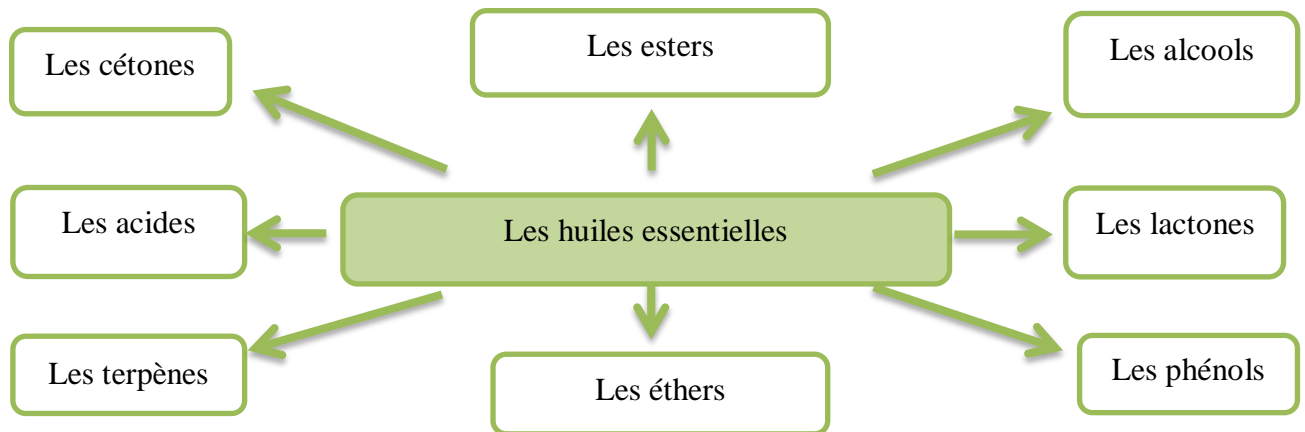 Les cétones
Les esters
Les alcools
Les acides
Les huiles essentielles
Les lactones
Les terpènes
Les éthers
Les phénols